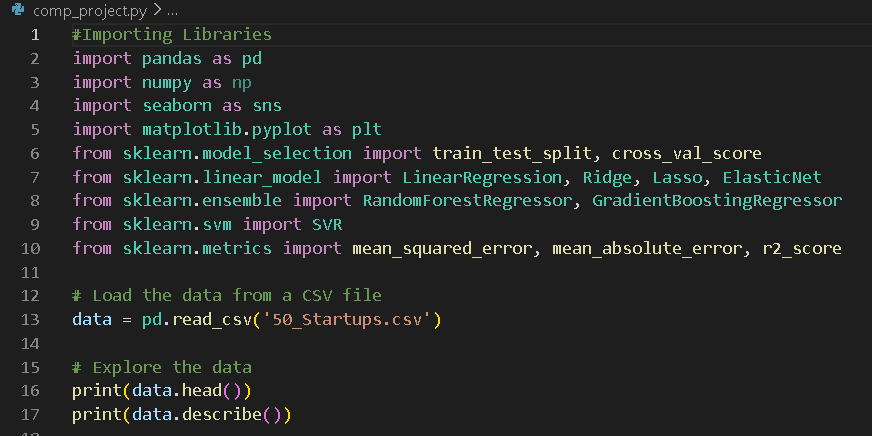 comp_project.py > ...
1 #Importing Libraries
2 import pandas as pd
3 import numpy as np
4 import seaborn as sns
5 import matplotlib.pyplot as plt
6 from sklearn.model_selection import train_test_split, cross_val_score
7 from sklearn.linear_model import LinearRegression, Ridge, Lasso, ElasticNet
8 from sklearn.ensemble import RandomForestRegressor, GradientBoostingRegressor
9 from sklearn.svm import SVR
10 from sklearn.metrics import mean_squared_error, mean_absolute_error, r2_score
11
12 # Load the data from a CSV file
13 data = pd.read_csv('50_Startups.csv')
14
15 # Explore the data
16 print(data.head())
17 print(data.describe())